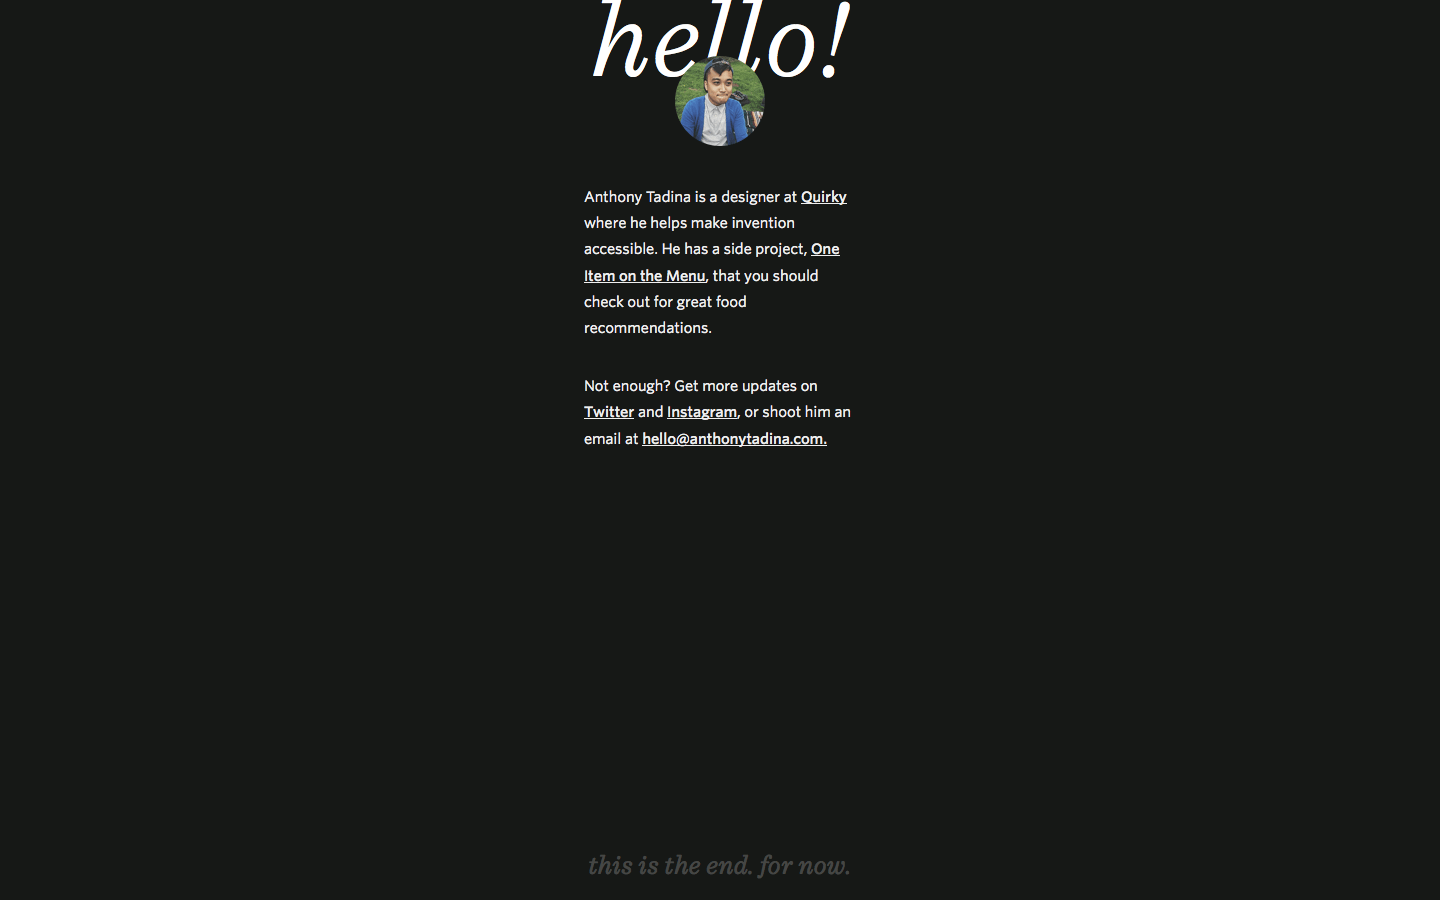 hello!
Anthony Tadina is a designer at Quirky
where he helps make invention
accessible. He has a side project, One
Item on the Menu, that you should
check out for great food
recommendations.
Not enough? Get more updates on
Twitter and Instagram, or shoot him an
email at hello@anthonytadina.com.
this is the end. for now.